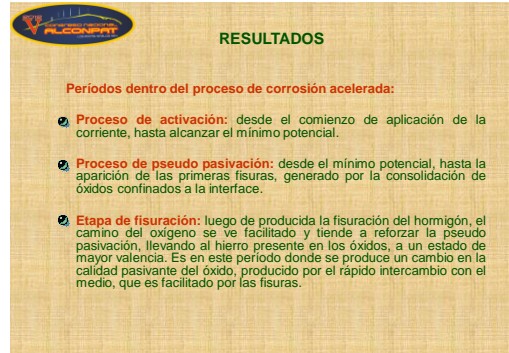 V CONGRESO NACIONAL
ALCONPAT
RESULTADOS
Períodos dentro del proceso de corrosión acelerada:
Proceso de activación: desde el comienzo de aplicación de la
corriente, hasta alcanzar el mínimo potencial.
Proceso de pseudo pasivación: desde el mínimo potencial, hasta la
aparición de las primeras fisuras, generado por la consolidación de
óxidos confinados a la interface.
Etapa de fisuración: luego de producida la fisuración del hormigón, el
camino del oxígeno se ve facilitado y tiende a reforzar la pseudo
pasivación, llevando al hierro presente en los óxidos, a un estado de
mayor valencia. Es en este período donde se produce un cambio en la
calidad pasivante del óxido, producido por el rápido intercambio con el
medio, que es facilitado por las fisuras.